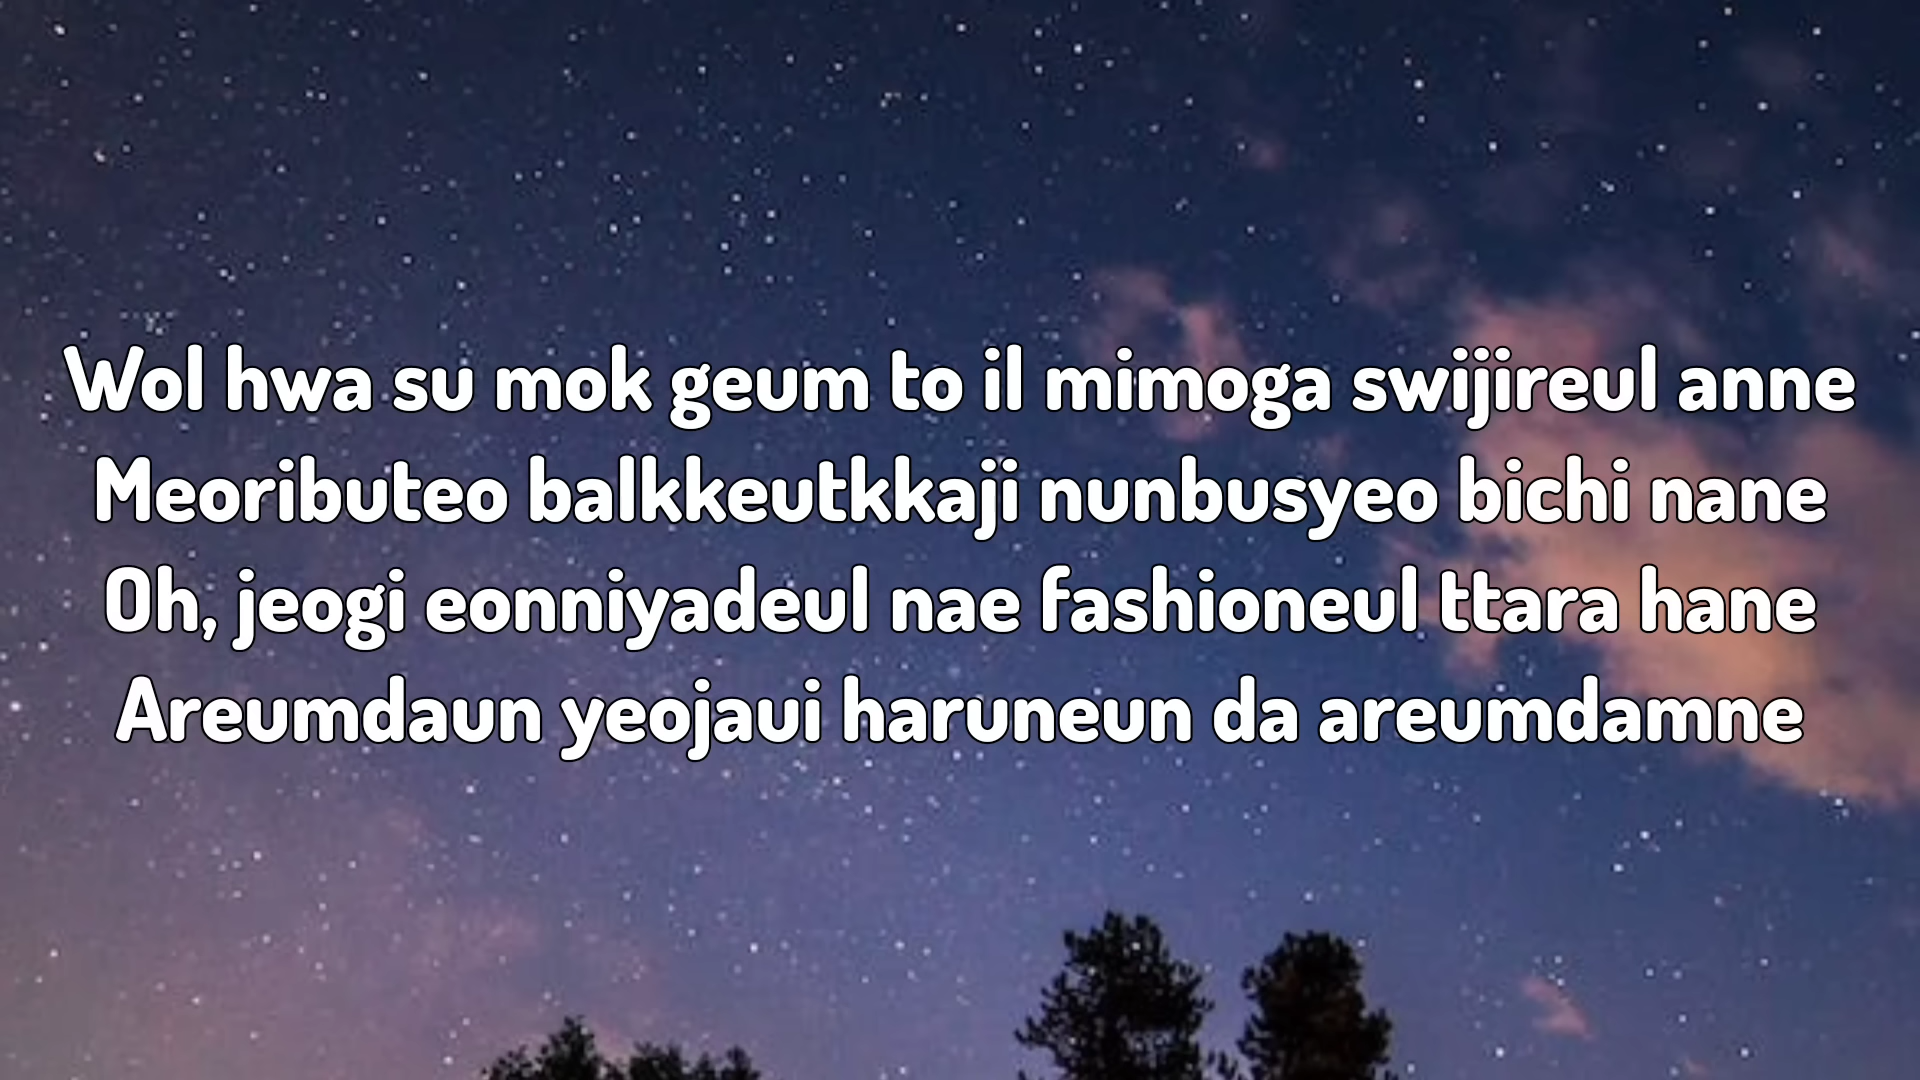 Wol hwa su mok geum to il mimoga swijireul anne
Meoributeo balkkeutkkaji nunbusyeo bichi nane
Oh, jeogi eonniyadeul nae fashioneul ttara hane
Areumdaun yeojaui haruneun da areumdamne